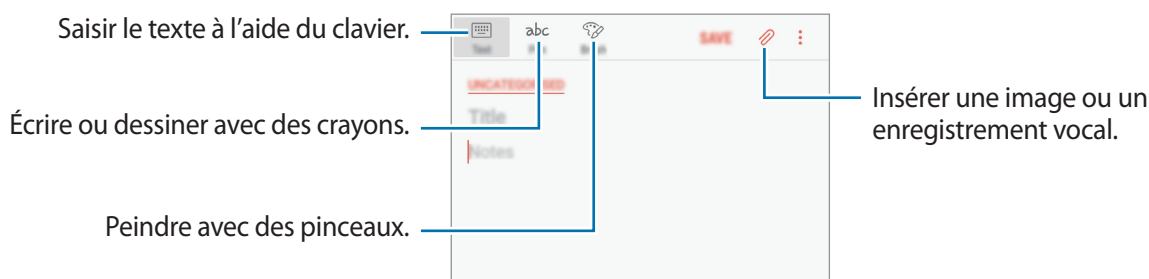 Saisir le texte à l’aide du clavier.
Écrire ou dessiner avec des crayons.
Peindre avec des pinceaux.
abc
Text
SAVE
UNCATEGORISED
Title
Notes
Insérer une image ou un
enregistrement vocal.